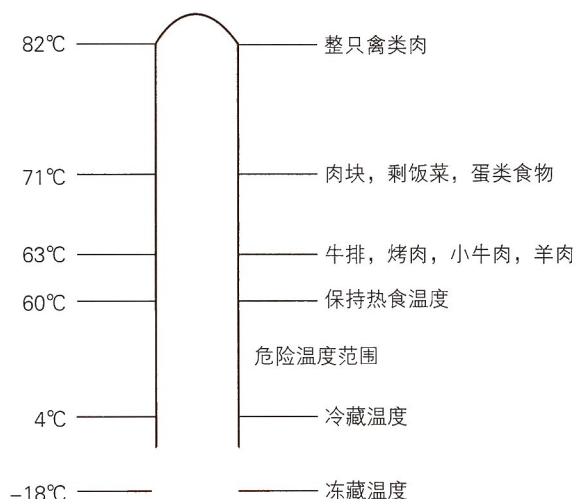 82℃ 整只禽类肉
71℃ 肉块，剩饭菜，蛋类食物
63℃ 牛排，烤肉，小牛肉，羊肉
60℃ 保持热食温度
危险温度范围
4℃ 冷藏温度
–18℃ 冻藏温度